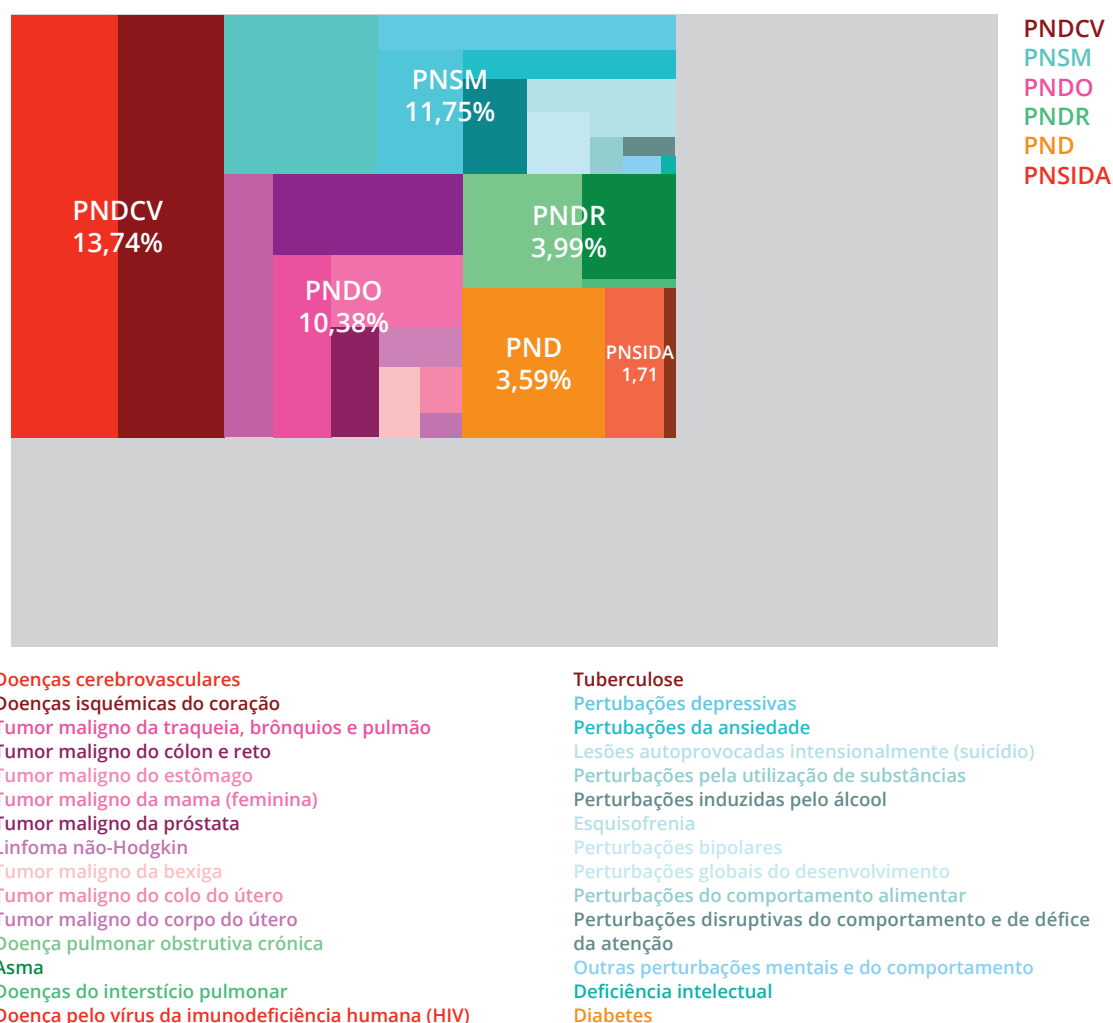 PNDCV
13,74%
PNSM
11,75%
PNDO
10,38%
PNDR
3,99%
PND
3,59%
PNSIDA
1,71
PNDCV
PNSM
PNDO
PNDR
PND
PNSIDA
Doenças cerebrovasculares
Doenças isquémicas do coração
Tumor maligno da traqueia, brônquios e pulmão
Tumor maligno do cólon e reto
Tumor maligno do estômago
Tumor maligno da mama (feminina)
Tumor maligno da próstata
Linfoma não-Hodgkin
Tumor maligno da bexiga
Tumor maligno do colo do útero
Tumor maligno do corpo do útero
Doença pulmonar obstrutiva crónica
Asma
Doenças do interstício pulmonar
Doença pelo vírus da imunodeficiência humana (HIV)
Tuberculose
Pertubações depressivas
Pertubações da ansiedade
Lesões autoprovocadas intensionalmente (suicídio)
Perturbações pela utilização de substâncias
Perturbações induzidas pelo álcool
Esquisofrenia
Perturbações bipolares
Perturbações globais do desenvolvimento
Perturbações do comportamento alimentar
Perturbações disruptivas do comportamento e de défice
da atenção
Outras perturbações mentais e do comportamento
Deficiência intelectual
Diabetes